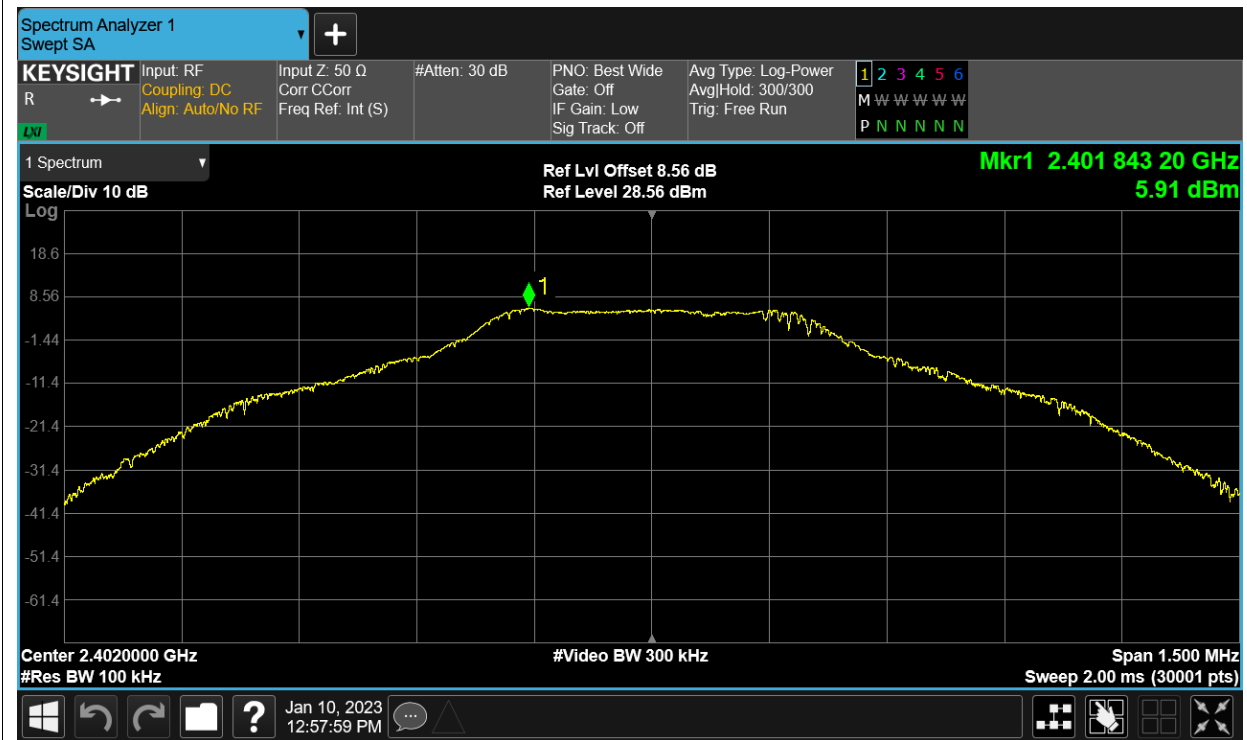 Spectrum Analyzer 1
Swept SA
KEYSIGHT
R
LXI
Input: RF
Coupling: DC
Align: Auto/No RF
Input Z: 50 Ω
Corr CCorr
Freq Ref: Int (S)
#Atten: 30 dB
PNO: Best Wide
Gate: Off
IF Gain: Low
Sig Track: Off
Avg Type: Log-Power
Avg|Hold: 300/300
Trig: Free Run
1 2 3 4 5 6
M W W W W W
P N N N N N
1 Spectrum
Scale/Div 10 dB
Log
Ref Lvl Offset 8.56 dB
Ref Level 28.56 dBm
Mkr1 2.401 843 20 GHz
5.91 dBm
18.6
8.56
1
-1.44
-11.4
-21.4
-31.4
-41.4
-51.4
-61.4
Center 2.4020000 GHz
#Res BW 100 kHz
#Video BW 300 kHz
Span 1.500 MHz
Sweep 2.00 ms (30001 pts)
?
Jan 10, 2023
12:57:59 PM